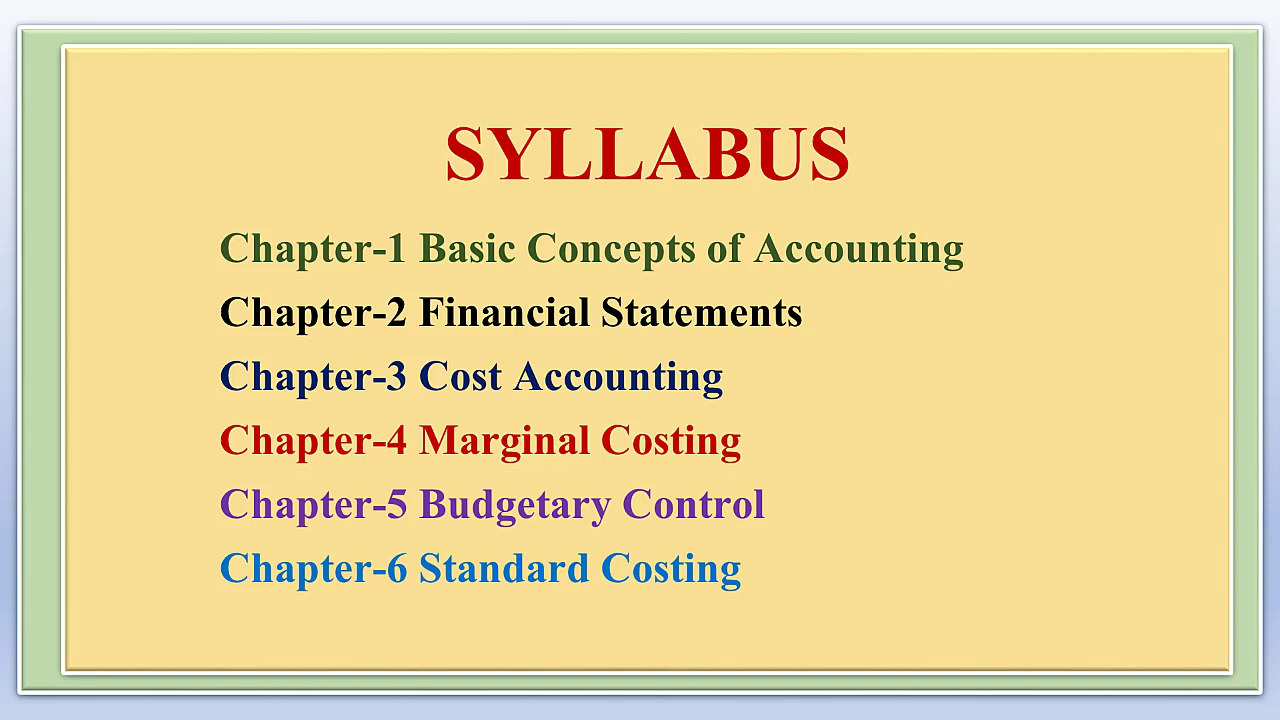 SYLLABUS
Chapter-1 Basic Concepts of Accounting
Chapter-2 Financial Statements
Chapter-3 Cost Accounting
Chapter-4 Marginal Costing
Chapter-5 Budgetary Control
Chapter-6 Standard Costing